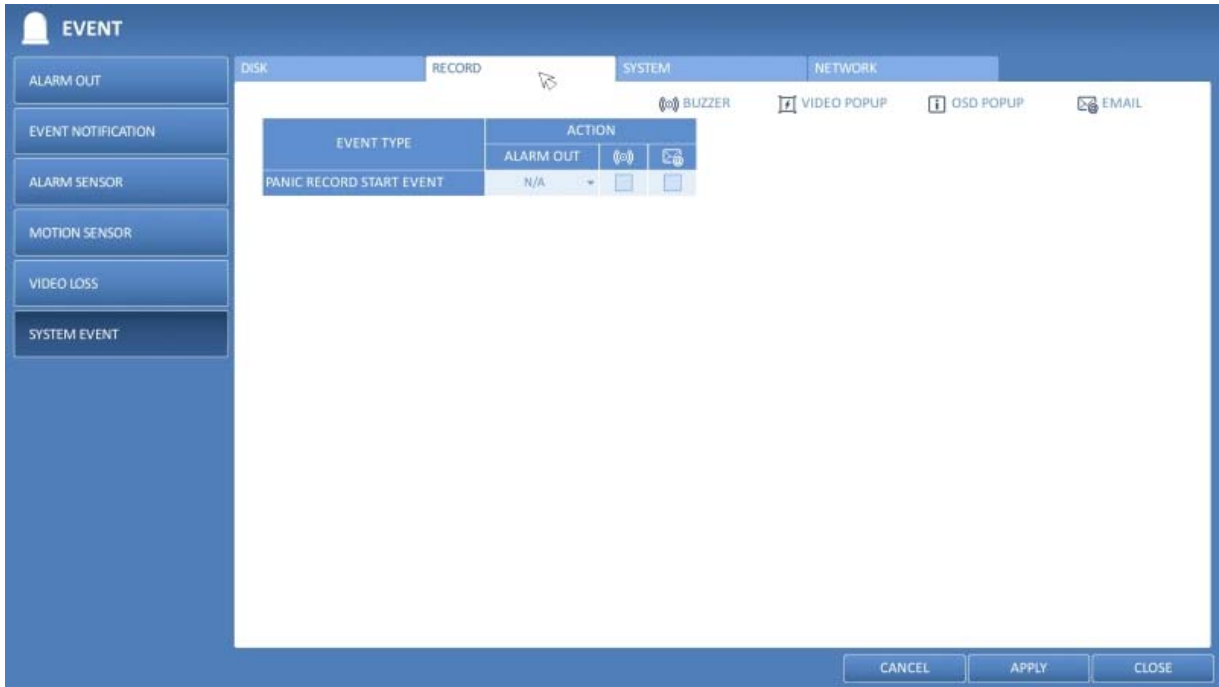 EVENT
ALARM OUT
EVENT NOTIFICATION
ALARM SENSOR
MOTION SENSOR
VIDEO LOSS
SYSTEM EVENT
DISK RECORD SYSTEM NETWORK
BUZZER VIDEO POPUP OSD POPUP EMAIL
EVENT TYPE ACTION
ALARM OUT
PANIC RECORD START EVENT N/A
CANCEL APPLY CLOSE